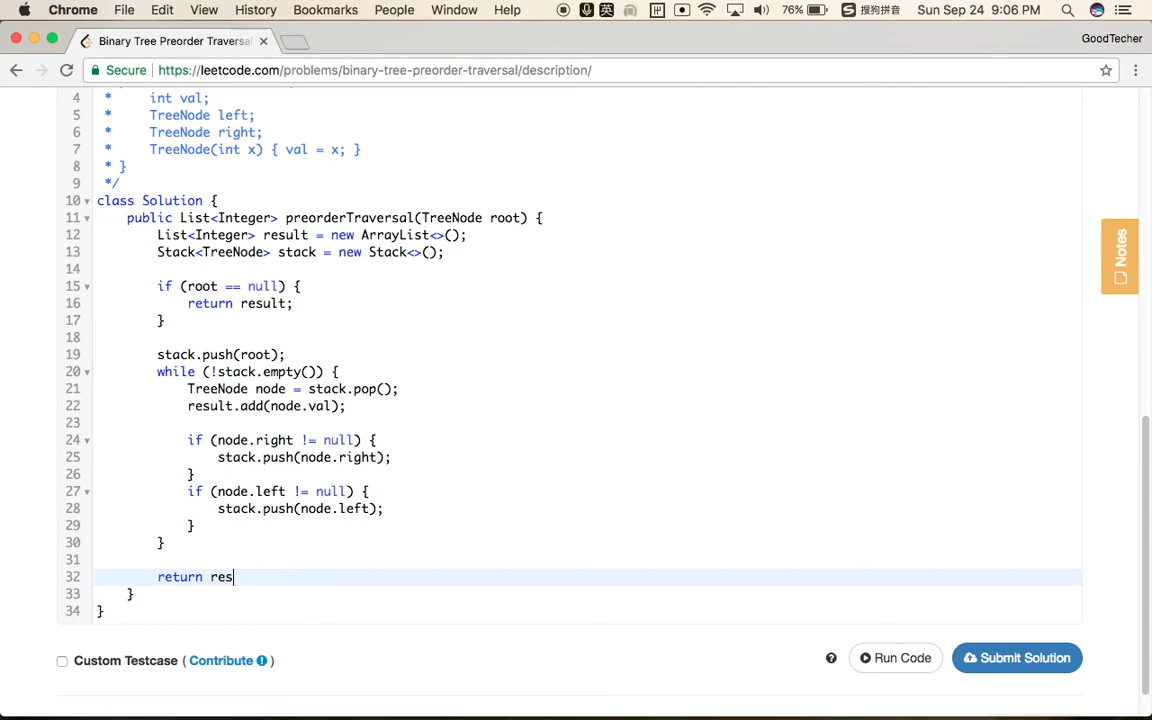 Chrome File Edit View History Bookmarks People Window Help 英 拼 76% S 搜狗拼音 Sun Sep 24 9:06 PM
Binary Tree Preorder Traversa GoodTecher
Secure https://leetcode.com/problems/binary-tree-preorder-traversal/description/
4 * int val;
5 * TreeNode left;
6 * TreeNode right;
7 * TreeNode(int x) { val = x; }
8 * }
9 */
10 class Solution {
11 public List<Integer> preorderTraversal(TreeNode root) {
12 List<Integer> result = new ArrayList<>();
13 Stack<TreeNode> stack = new Stack<>();
14
15 if (root == null) {
16 return result;
17 }
18
19 stack.push(root);
20 while (!stack.empty()) {
21 TreeNode node = stack.pop();
22 result.add(node.val);
23
24 if (node.right != null) {
25 stack.push(node.right);
26 }
27 if (node.left != null) {
28 stack.push(node.left);
29 }
30 }
31
32 return res
33 }
34 }
Notes
Custom Testcase ( Contribute ! ) ? Run Code Submit Solution